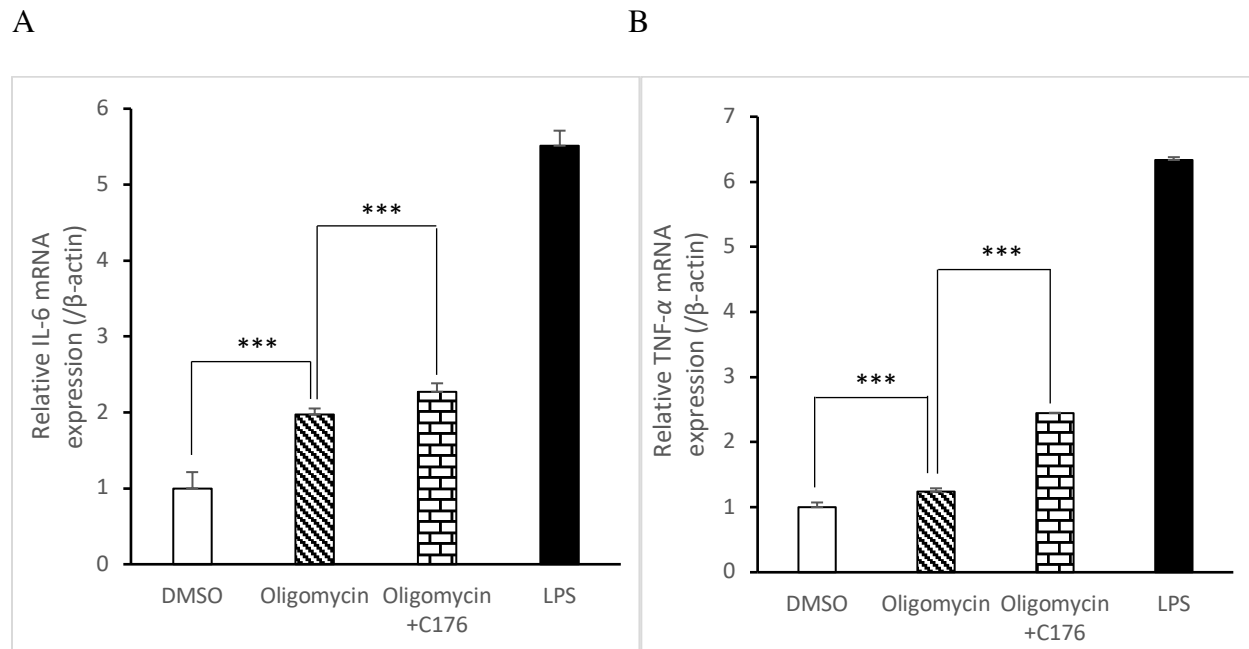 A
B
Relative IL-6 mRNA
expression (/β-actin)
6
5
4
3
2
1
0
***
***
DMSO
Oligomycin
Oligomycin
+C176
LPS
Relative TNF-α mRNA
expression (/β-actin)
7
6
5
4
3
2
1
0
***
***
DMSO
Oligomycin
Oligomycin
+C176
LPS